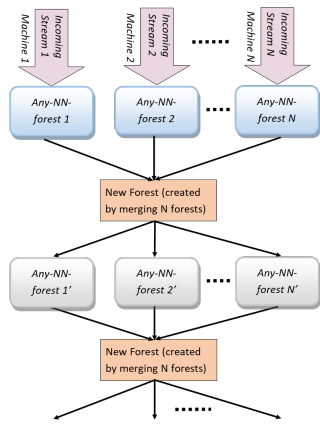 Machine 1
Incoming
Stream 1
Machine 2
Incoming
Stream 2
Machine N
Incoming
Stream N
Any-NN-
forest 1
Any-NN-
forest 2
Any-NN-
forest N
New Forest (created
by merging N forests)
Any-NN-
forest 1'
Any-NN-
forest 2'
Any-NN-
forest N'
New Forest (created
by merging N forests)